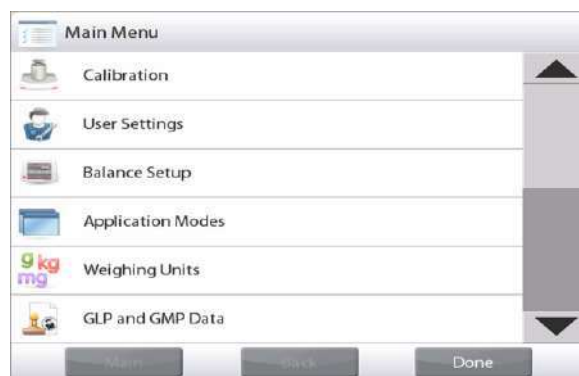 Main Menu
Calibration
User Settings
Balance Setup
Application Modes
g kg
mg
Weighing Units
GLP and GMP Data
Main
Back
Done